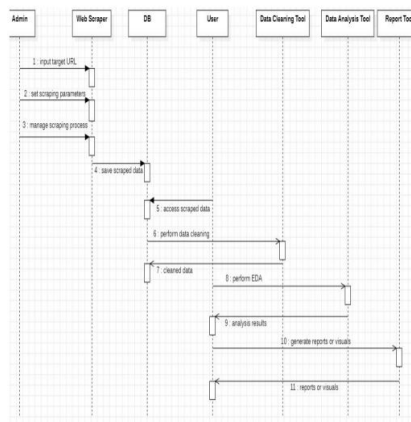 Admin
Web Scraper
DB
User
Data Cleaning Tool
Data Analysis Tool
Report Too
1 : input target URL
2 : set scraping parameters
3 : manage scraping process
4 : save scraped data
5 : access scraped data
6 : perform data cleaning
7 : cleaned data
8 : perform EDA
9 : analysis results
10 : generate reports or visuals
11 : reports or visuals